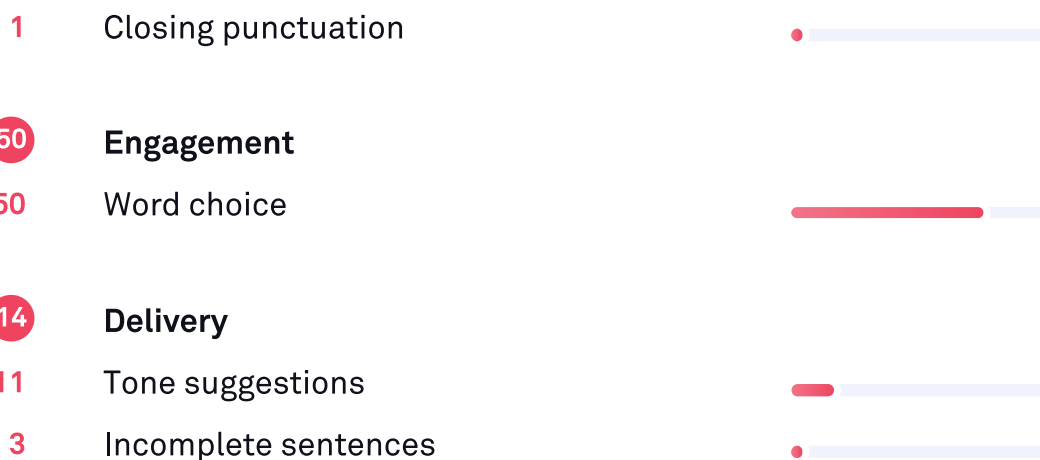 1 Closing punctuation
50 Engagement
50 Word choice
14 Delivery
11 Tone suggestions
3 Incomplete sentences